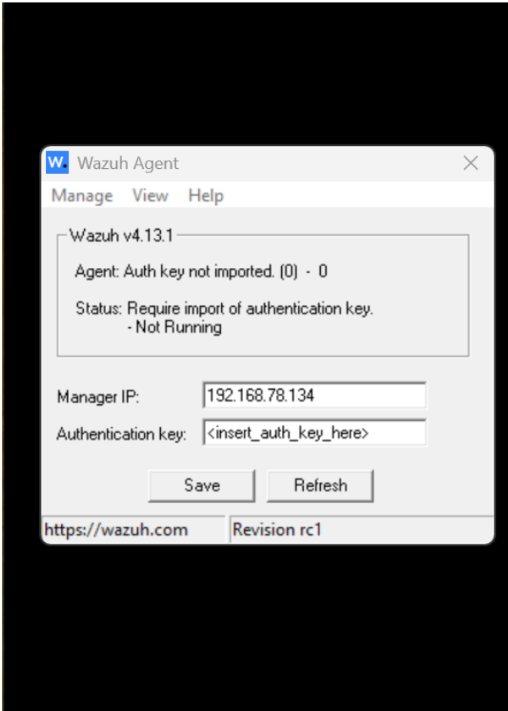 W. Wazuh Agent
Manage View Help
Wazuh v4.13.1
Agent: Auth key not imported. (0) - 0
Status: Require import of authentication key.
- Not Running
Manager IP: 192.168.78.134
Authentication key: <insert_auth_key_here>
Save Refresh
https://wazuh.com Revision rc1